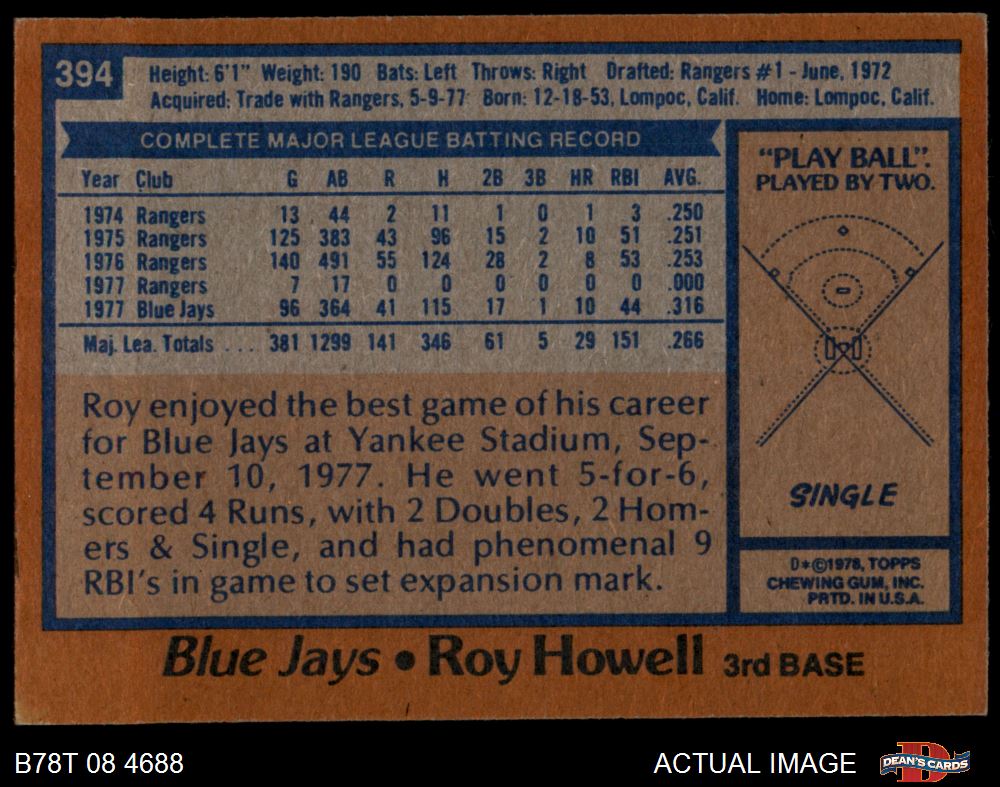 394
Height: 6'1" Weight: 190 Bats: Left Throws: Right Drafted: Rangers #1 - June, 1972
Acquired: Trade with Rangers, 5-9-77 Born: 12-18-53, Lompoc, Calif. Home: Lompoc, Calif.
COMPLETE MAJOR LEAGUE BATTING RECORD
Year Club G AB R H 2B 3B HR RBI AVG.
1974 Rangers 13 44 2 11 1 0 1 3 .250
1975 Rangers 125 383 43 96 15 2 10 51 .251
1976 Rangers 140 491 55 124 28 2 8 53 .253
1977 Rangers 7 17 0 0 0 0 0 0 .000
1977 Blue Jays 96 364 41 115 17 1 10 44 .316
Maj. Lea. Totals .... 381 1299 141 346 61 5 29 151 .266
Roy enjoyed the best game of his career
for Blue Jays at Yankee Stadium, Sep-
tember 10, 1977. He went 5-for-6,
scored 4 Runs, with 2 Doubles, 2 Hom-
ers & Single, and had phenomenal 9
RBI's in game to set expansion mark.
"PLAY BALL".
PLAYED BY TWO.
SINGLE
D*©1978, TOPPS
CHEWING GUM, INC.
PRTD. IN U.S.A.
Blue Jays • Roy Howell 3rd BASE
B78T 08 4688
ACTUAL IMAGE
DEAN'S CARDS